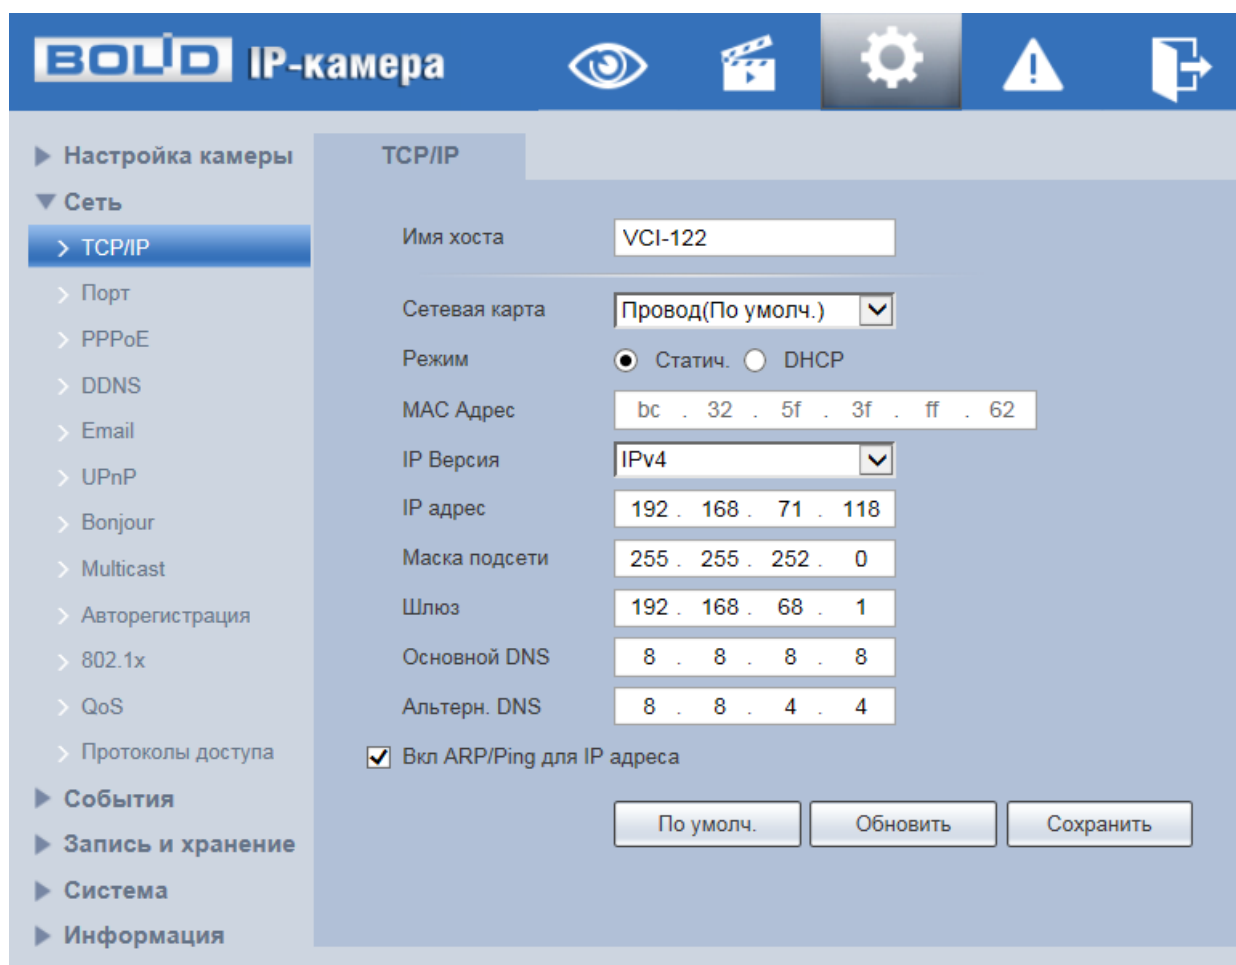 BOLID IP-камера
Настройка камеры
Сеть
TCP/IP
Порт
PPPoE
DDNS
Email
UPnP
Bonjour
Multicast
Авторегистрация
802.1x
QoS
Протоколы доступа
События
Запись и хранение
Система
Информация
TCP/IP
Имя хоста VCI-122
Сетевая карта Провод(По умолч.)
Режим Статич. DHCP
MAC Адрес bc . 32 . 5f . 3f . ff . 62
IP Версия IPv4
IP адрес 192 . 168 . 71 . 118
Маска подсети 255 . 255 . 252 . 0
Шлюз 192 . 168 . 68 . 1
Основной DNS 8 . 8 . 8 . 8
Альтерн. DNS 8 . 8 . 4 . 4
Вкл ARP/Ping для IP адреса
По умолч. Обновить Сохранить